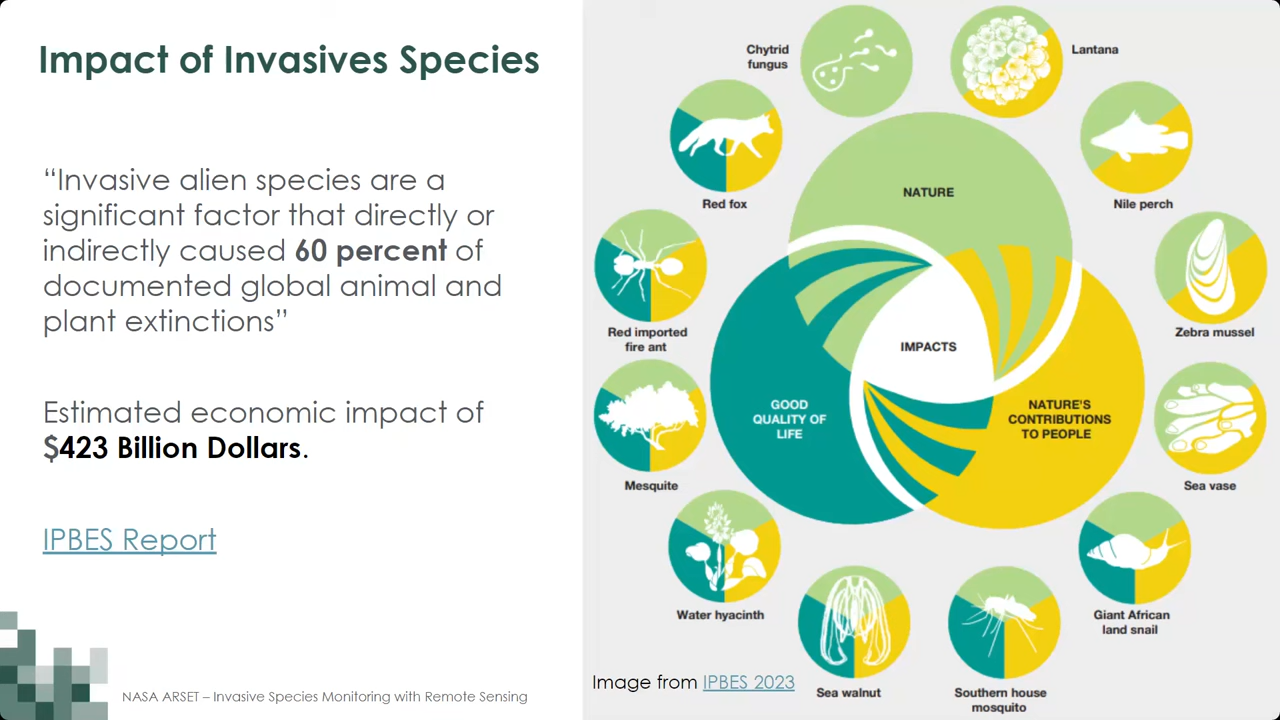 Impact of Invasives Species
“Invasive alien species are a
significant factor that directly or
indirectly caused 60 percent of
documented global animal and
plant extinctions”
Estimated economic impact of
$423 Billion Dollars.
IPBES Report
NASA ARSET – Invasive Species Monitoring with Remote Sensing
Chytrid
fungus
Lantana
Red fox
Nile perch
Red imported
fire ant
Zebra mussel
Mesquite
Sea vase
Water hyacinth
Giant African
land snail
Sea walnut
Southern house
mosquito
NATURE
IMPACTS
GOOD
QUALITY OF
LIFE
NATURE'S
CONTRIBUTIONS
TO PEOPLE
Image from IPBES 2023